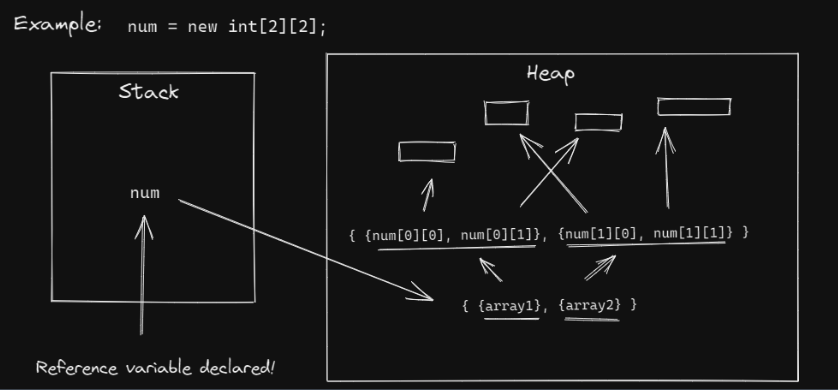 Example: num = new int[2][2];
Stack
Heap
num
{ {num[0][0], num[0][1]}, {num[1][0], num[1][1]} }
{ {array1}, {array2} }
Reference variable declared!